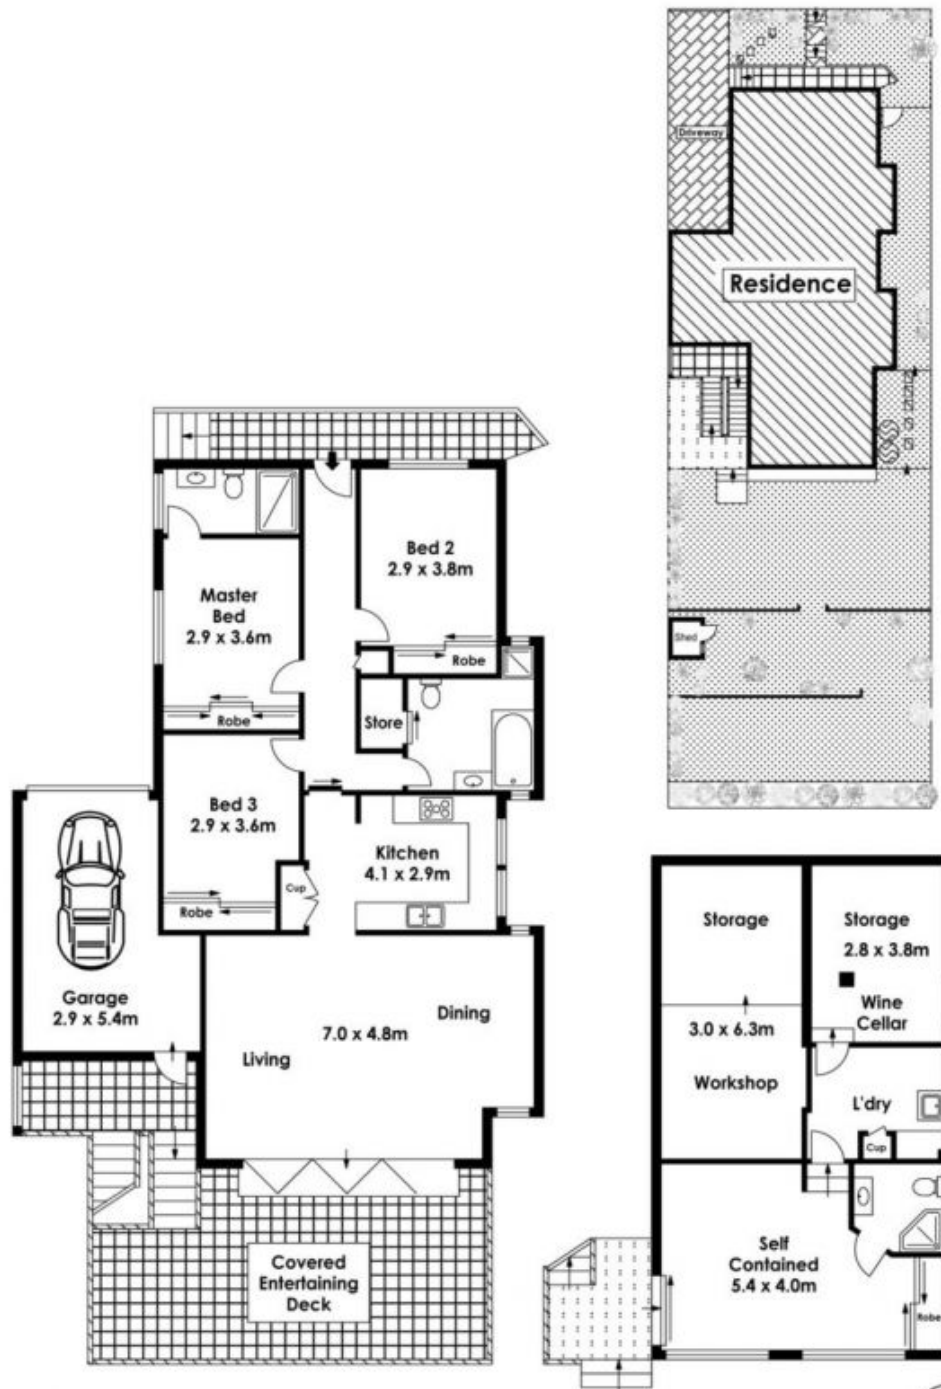 Driveway
Residence
Shed
Bed 2
2.9 x 3.8m
Robe
Master
Bed
2.9 x 3.6m
Robe
Store
Bed 3
2.9 x 3.6m
Robe
Cup
Kitchen
4.1 x 2.9m
Garage
2.9 x 5.4m
7.0 x 4.8m
Dining
Living
Covered
Entertaining
Deck
Storage
3.0 x 6.3m
Workshop
Storage
2.8 x 3.8m
Wine
Cellar
L'dry
Cup
Self
Contained
5.4 x 4.0m
Robe